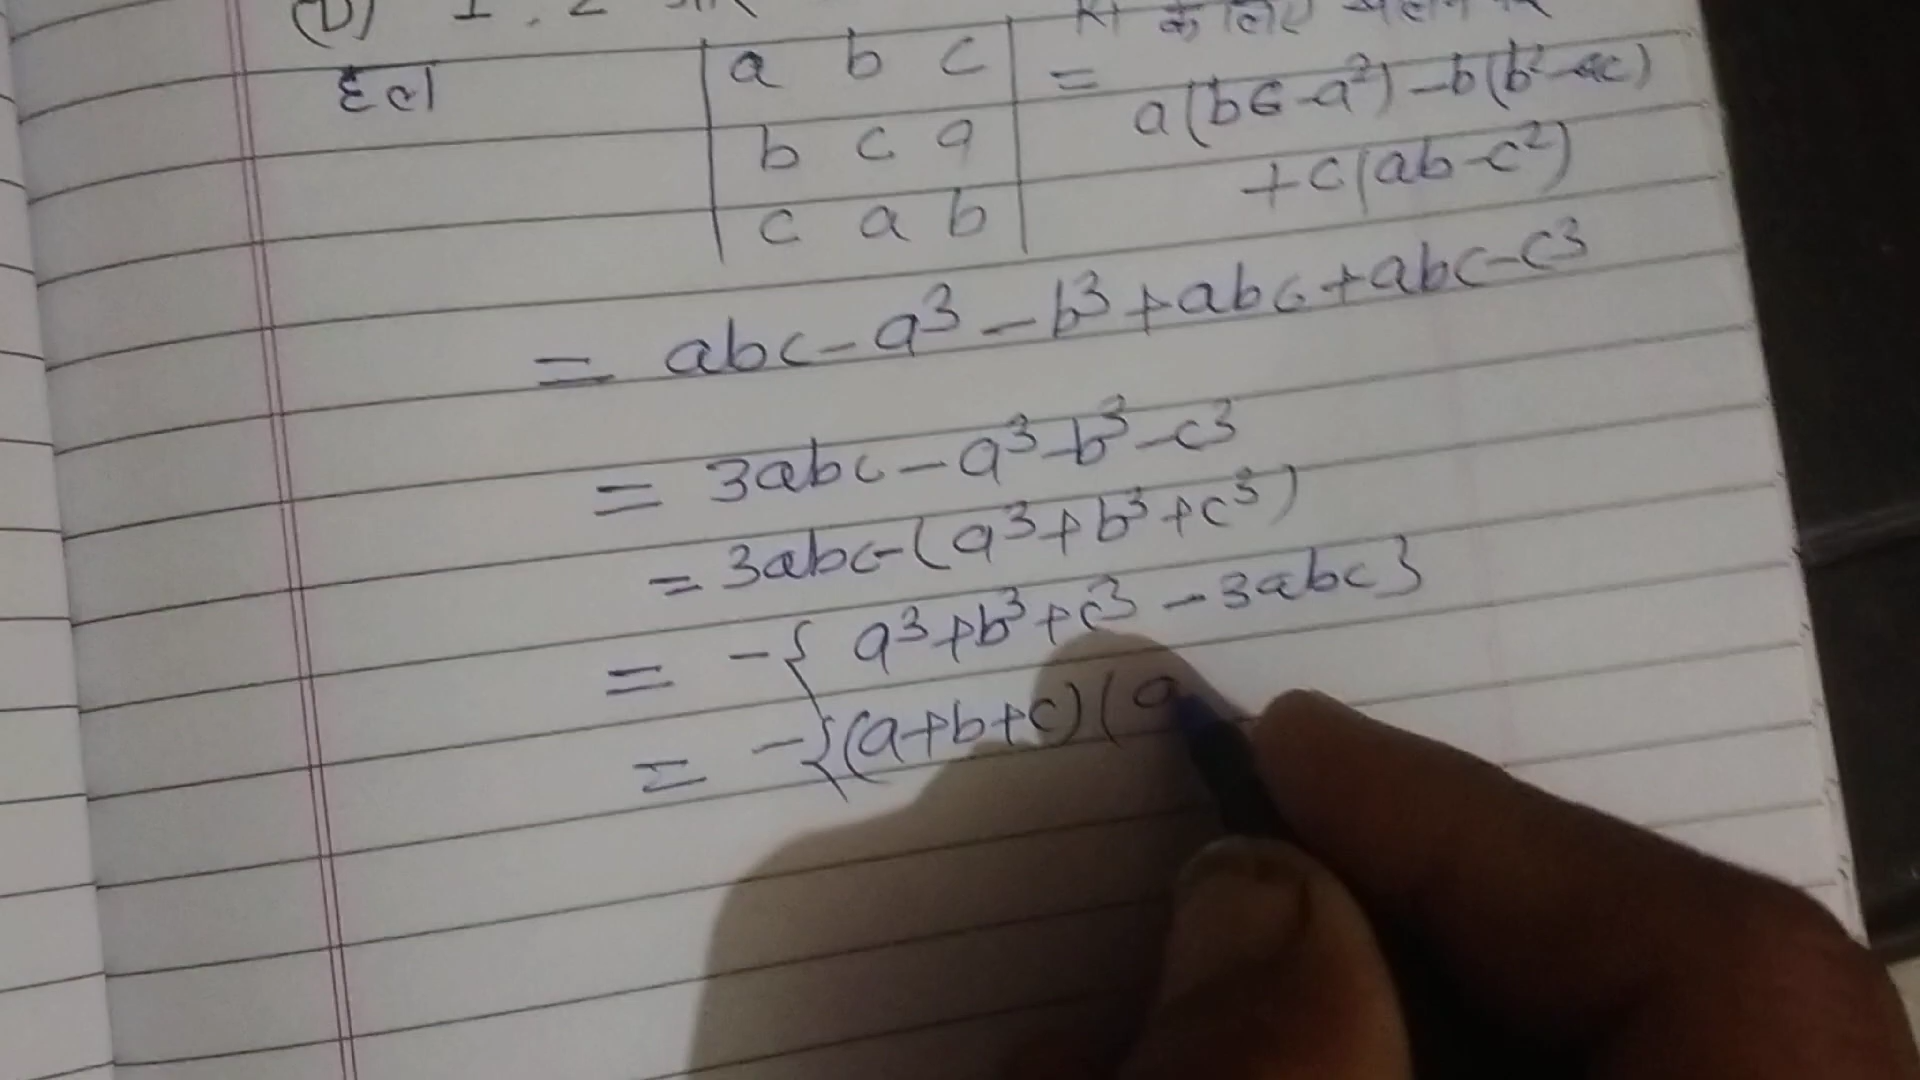 हल | a b c | = a(bc-a²)-b(b²-ac)
| b c a | +c(ab-c²)
| c a b |
= abc-a³-b³+abc+abc-c³
= 3abc-a³-b³-c³
= 3abc-(a³+b³+c³)
= -{a³+b³+c³-3abc}
= -{(a+b+c)(a